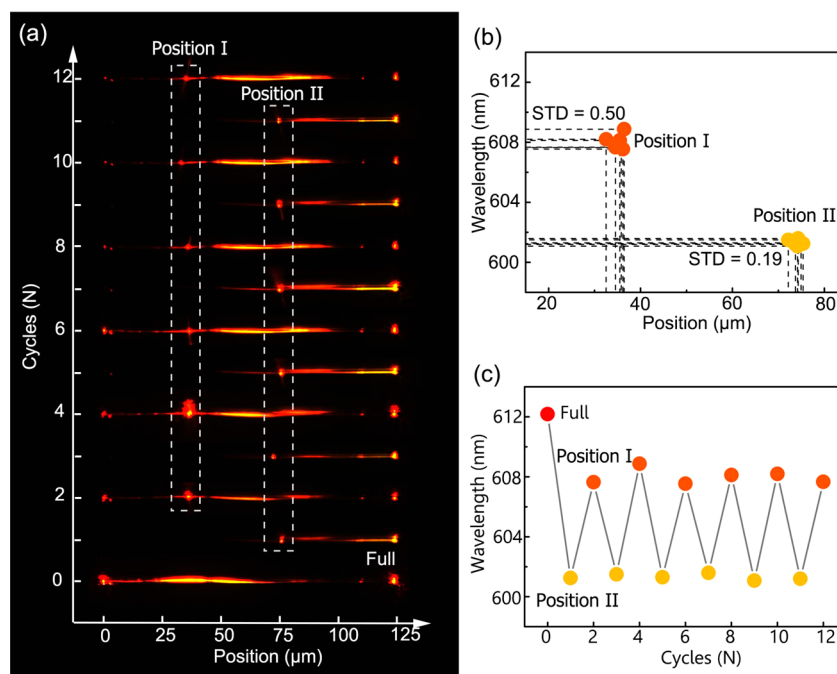 (a)
Position I
Position II
Full
12
10
8
6
4
2
0
Cycles (N)
0
25
50
75
100
125
Position (µm)
(b)
612
608
604
600
Wavelength (nm)
STD = 0.50
Position I
Position II
STD = 0.19
20
40
60
80
Position (µm)
(c)
612
608
604
600
Wavelength (nm)
Full
Position I
Position II
0
2
4
6
8
10
12
Cycles (N)